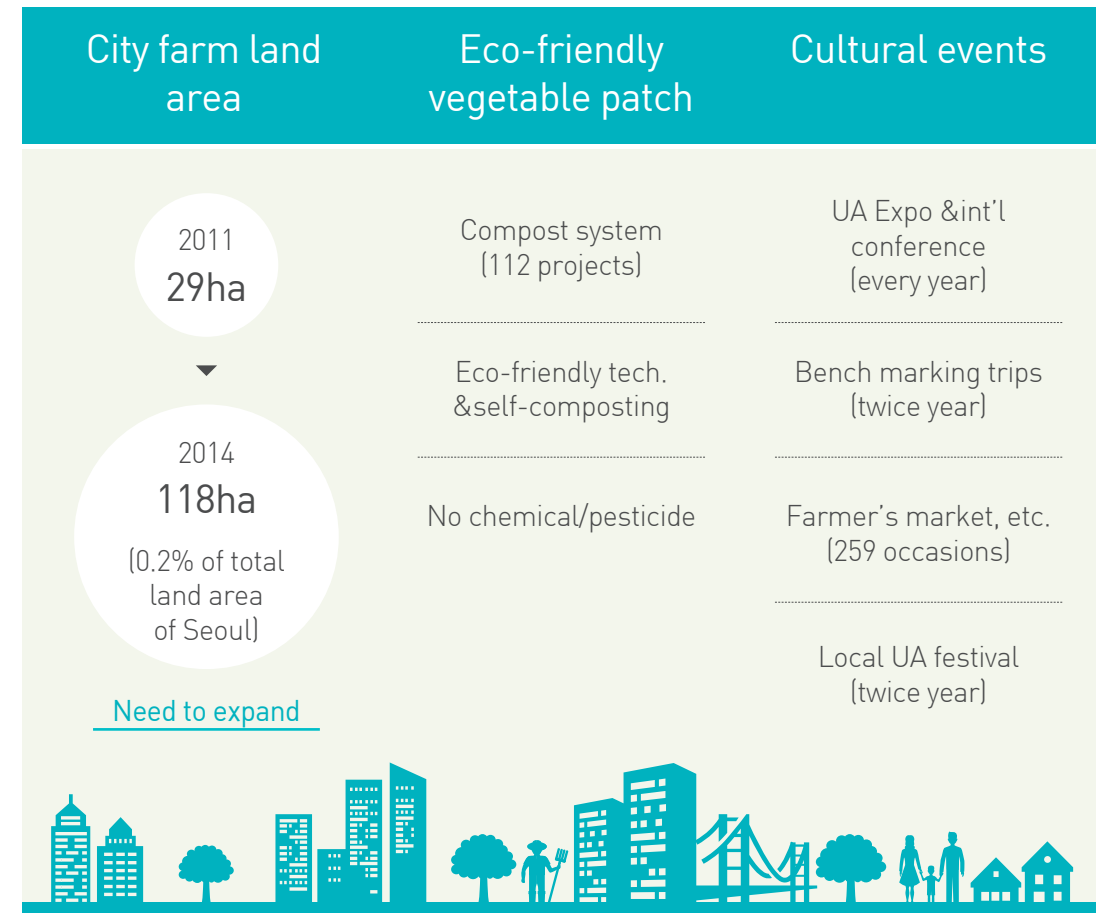 City farm land
area
Eco-friendly
vegetable patch
Cultural events
2011
29ha
2014
118ha
(0.2% of total
land area
of Seoul)
Need to expand
Compost system
(112 projects)
Eco-friendly tech.
&self-composting
No chemical/pesticide
UA Expo &int’l
conference
(every year)
Bench marking trips
(twice year)
Farmer’s market, etc.
(259 occasions)
Local UA festival
(twice year)